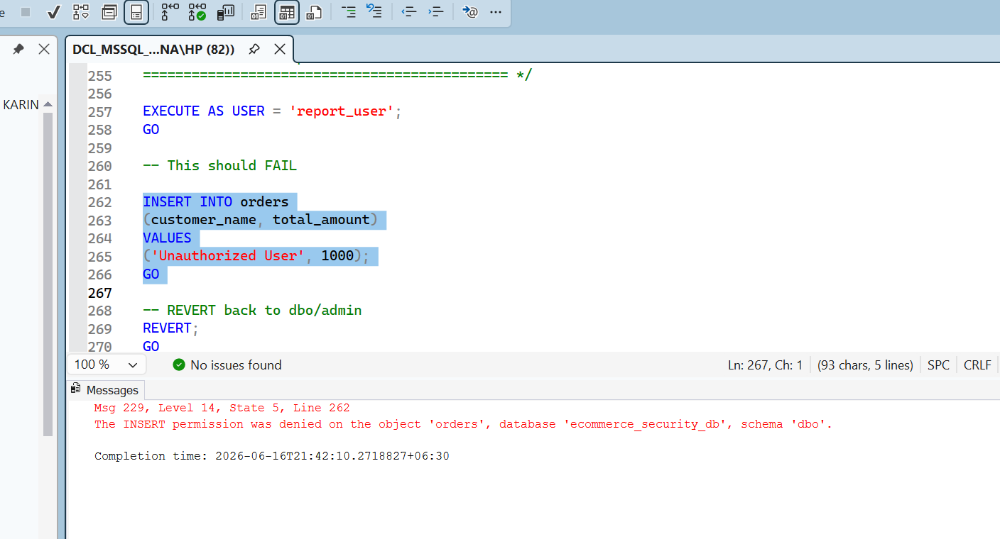 e
DCL_MSSQL_...NA\HP (82))
KARIN
255 ============================================= */
256
257 EXECUTE AS USER = 'report_user';
258 GO
259
260 -- This should FAIL
261
262 INSERT INTO orders
263 (customer_name, total_amount)
264 VALUES
265 ('Unauthorized User', 1000);
266 GO
267
268 -- REVERT back to dbo/admin
269 REVERT;
270 GO
100 % No issues found Ln: 267, Ch: 1 (93 chars, 5 lines) SPC CRLF
Messages
Msg 229, Level 14, State 5, Line 262
The INSERT permission was denied on the object 'orders', database 'ecommerce_security_db', schema 'dbo'.
Completion time: 2026-06-16T21:42:10.2718827+06:30